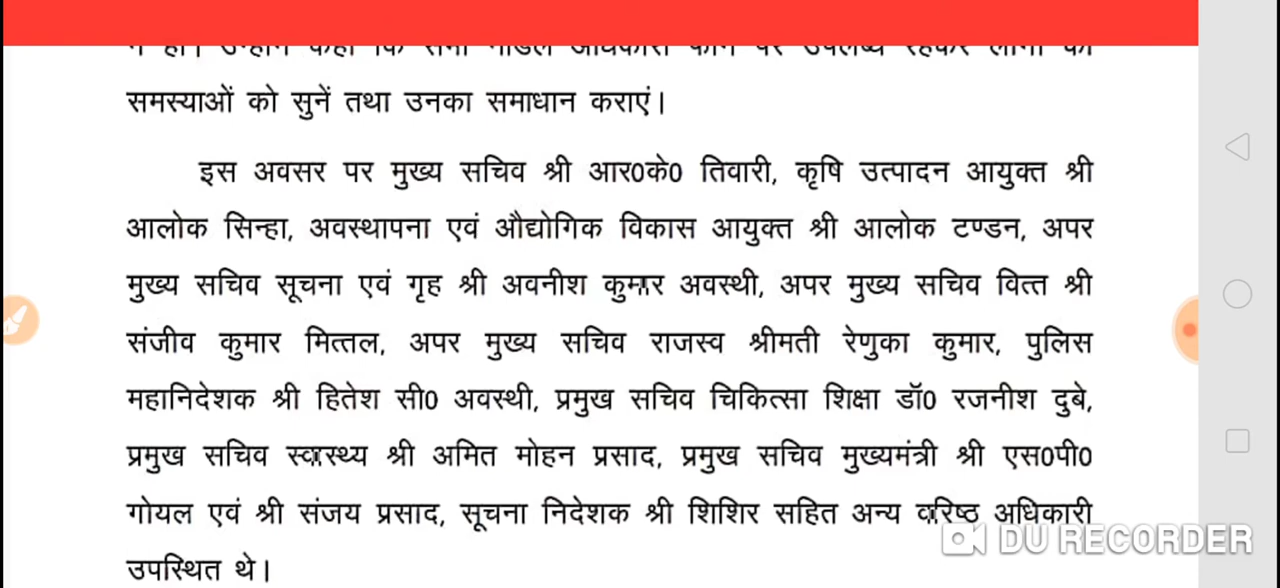 समस्याओं को सुनें तथा उनका समाधान कराएं।
इस अवसर पर मुख्य सचिव श्री आर0के0 तिवारी, कृषि उत्पादन आयुक्त श्री
आलोक सिन्हा, अवस्थापना एवं औद्योगिक विकास आयुक्त श्री आलोक टण्डन, अपर
मुख्य सचिव सूचना एवं गृह श्री अवनीश कुमार अवस्थी, अपर मुख्य सचिव वित्त श्री
संजीव कुमार मित्तल, अपर मुख्य सचिव राजस्व श्रीमती रेणुका कुमार, पुलिस
महानिदेशक श्री हितेश सी0 अवस्थी, प्रमुख सचिव चिकित्सा शिक्षा डॉ0 रजनीश दुबे,
प्रमुख सचिव स्वास्थ्य श्री अमित मोहन प्रसाद, प्रमुख सचिव मुख्यमंत्री श्री एस0पी0
गोयल एवं श्री संजय प्रसाद, सूचना निदेशक श्री शिशिर सहित अन्य वरिष्ठ अधिकारी
उपस्थित थे।
DU RECORDER